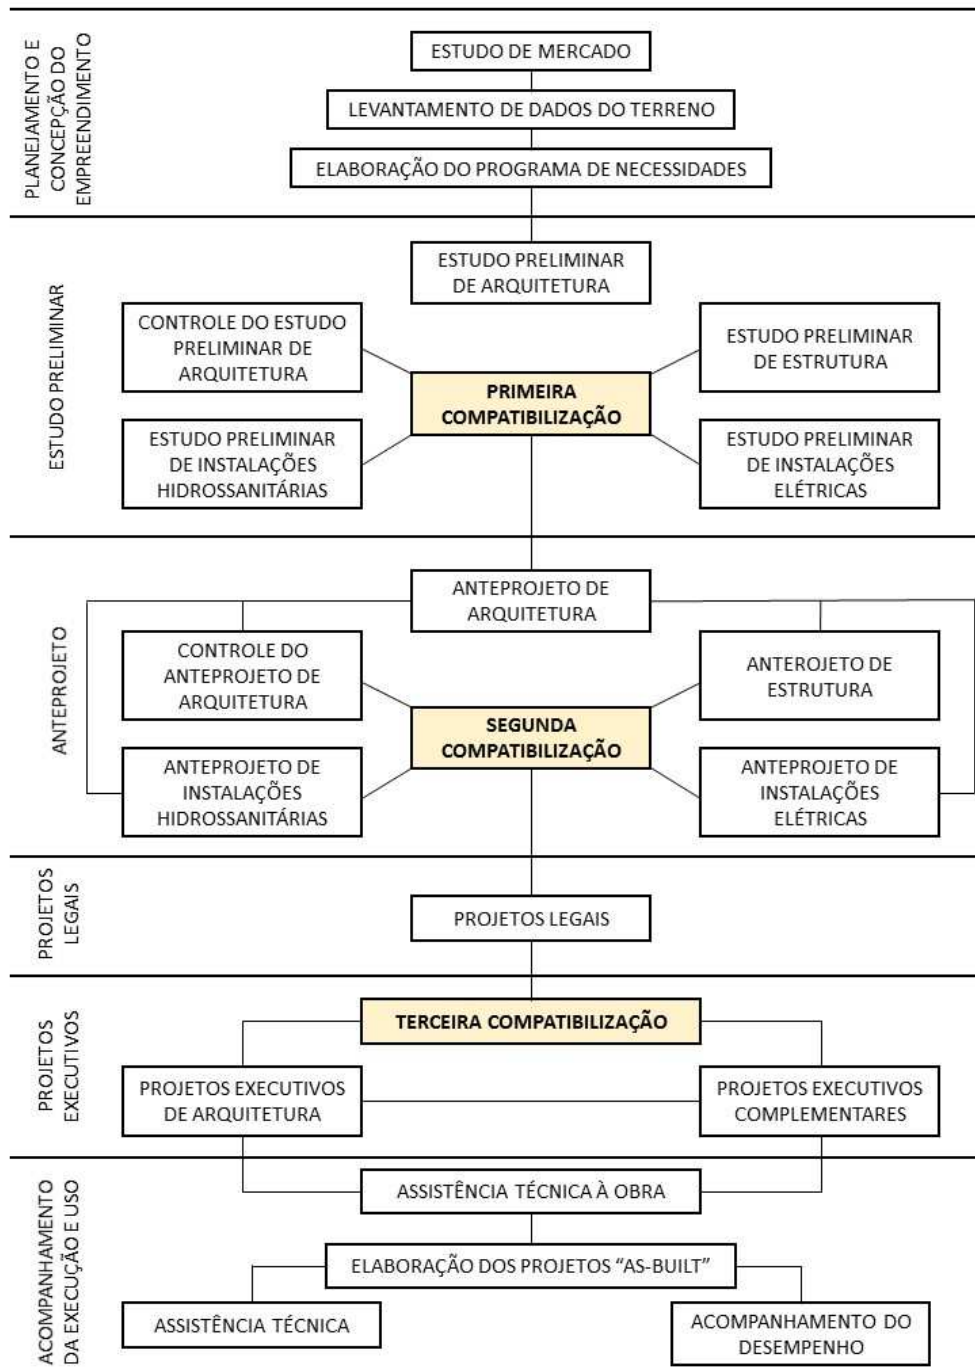 PLANEJAMENTO E
CONCEPÇÃO DO
EMPREENDIMENTO
ESTUDO DE MERCADO
LEVANTAMENTO DE DADOS DO TERRENO
ELABORAÇÃO DO PROGRAMA DE NECESSIDADES
ESTUDO PRELIMINAR
ESTUDO PRELIMINAR
DE ARQUITETURA
CONTROLE DO ESTUDO
PRELIMINAR DE
ARQUITETURA
ESTUDO PRELIMINAR
DE ESTRUTURA
PRIMEIRA
COMPATIBILIZAÇÃO
ESTUDO PRELIMINAR
DE INSTALAÇÕES
HIDROSSANITÁRIAS
ESTUDO PRELIMINAR
DE INSTALAÇÕES
ELÉTRICAS
ANTEPROJETO
ANTEPROJETO DE
ARQUITETURA
CONTROLE DO
ANTEPROJETO DE
ARQUITETURA
ANTEROJETO DE
ESTRUTURA
SEGUNDA
COMPATIBILIZAÇÃO
ANTEPROJETO DE
INSTALAÇÕES
HIDROSSANITÁRIAS
ANTEPROJETO DE
INSTALAÇÕES
ELÉTRICAS
PROJETOS
LEGAIS
PROJETOS LEGAIS
PROJETOS
EXECUTIVOS
TERCEIRA COMPATIBILIZAÇÃO
PROJETOS EXECUTIVOS
DE ARQUITETURA
PROJETOS EXECUTIVOS
COMPLEMENTARES
ACOMPANHAMENTO
DA EXECUÇÃO E USO
ASSISTÊNCIA TÉCNICA À OBRA
ELABORAÇÃO DOS PROJETOS “AS-BUILT”
ASSISTÊNCIA TÉCNICA
ACOMPANHAMENTO DO
DESEMPENHO